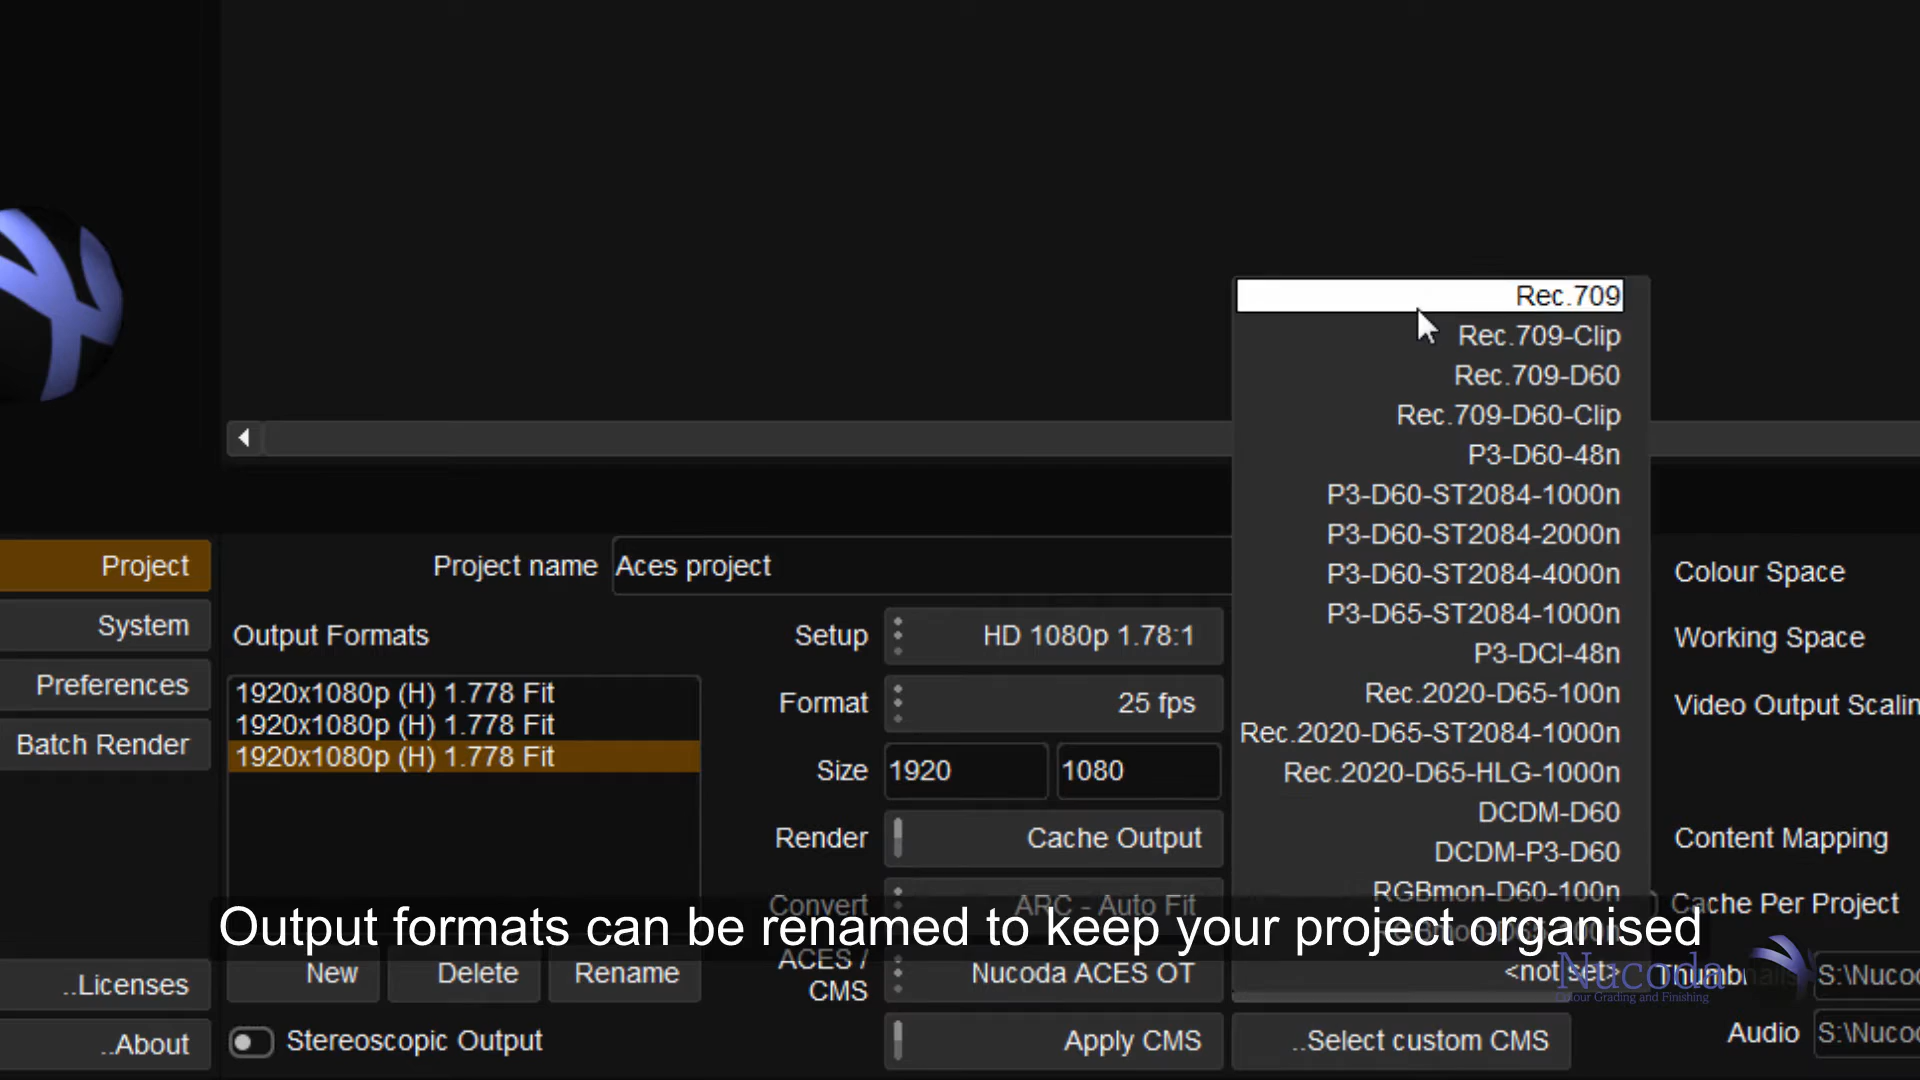 Rec.709
Rec.709-Clip
Rec.709-D60
Rec.709-D60-Clip
P3-D60-48n
P3-D60-ST2084-1000n
P3-D60-ST2084-2000n
P3-D60-ST2084-4000n
P3-D65-ST2084-1000n
P3-DCI-48n
Rec.2020-D65-100n
Rec.2020-D65-ST2084-1000n
Rec.2020-D65-HLG-1000n
DCDM-D60
DCDM-P3-D60
RGBmon-D60-100n
<not set>
Project
System
Preferences
Batch Render
..Licenses
..About
Project name Aces project
Output Formats
1920x1080p (H) 1.778 Fit
1920x1080p (H) 1.778 Fit
1920x1080p (H) 1.778 Fit
New Delete Rename
Stereoscopic Output
Setup HD 1080p 1.78:1
Format 25 fps
Size 1920 1080
Render Cache Output
Convert ARC - Auto Fit
ACES /
CMS Nucoda ACES OT
Apply CMS ..Select custom CMS
Colour Space
Working Space
Video Output Scalin
Content Mapping
Cache Per Project
S:\Nuco
Audio S:\Nuco
Output formats can be renamed to keep your project organised
Nucoda
Colour Grading and Finishing